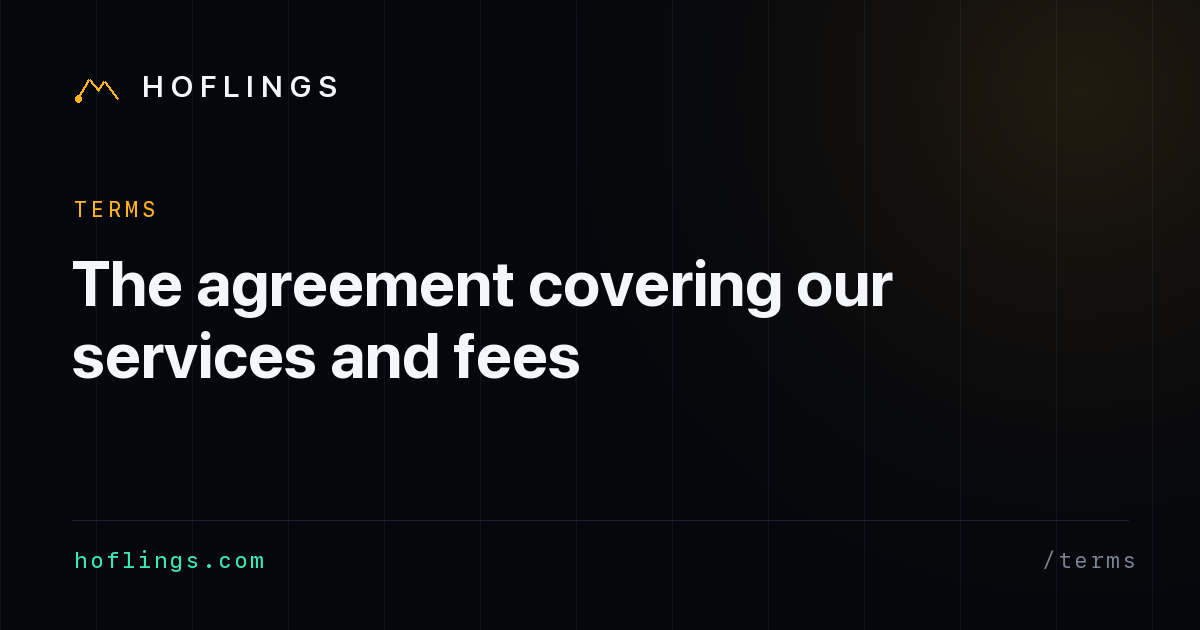 HOFLINGS
TERMS
The agreement covering our
services and fees
hoflings.com
/terms